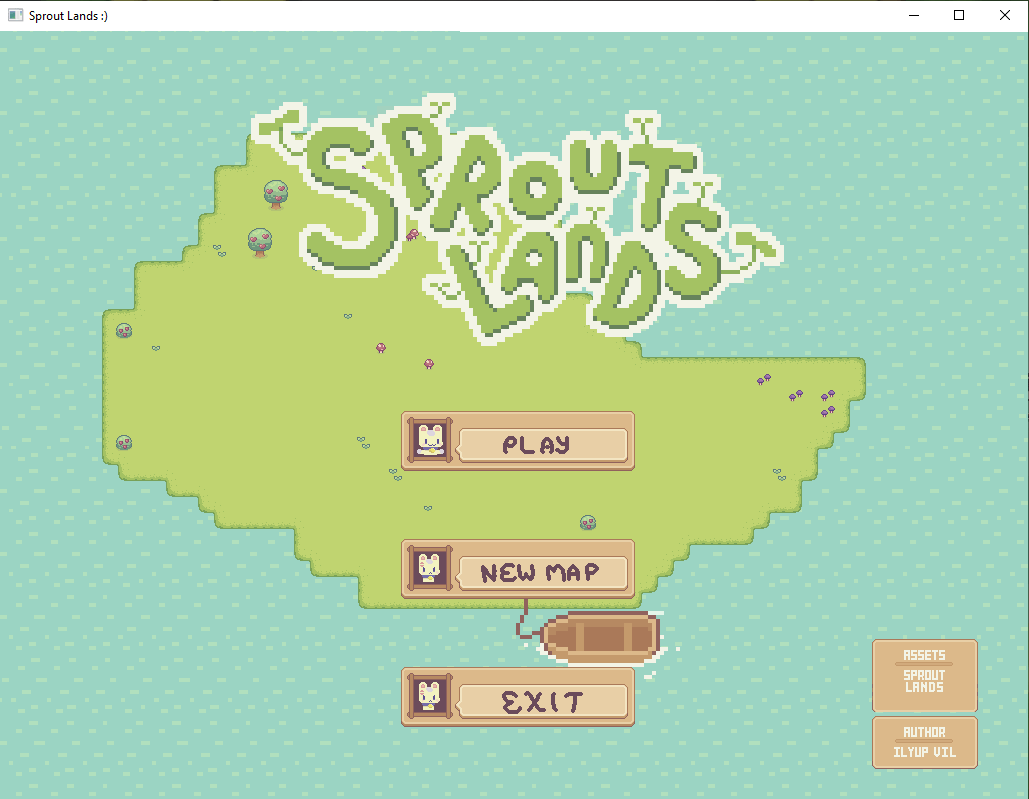 Sprout Lands :)
SPROUT
LANDS
PLAY
NEW MAP
EXIT
ASSETS
SPROUT
LANDS
AUTHOR
ILYUP VIL